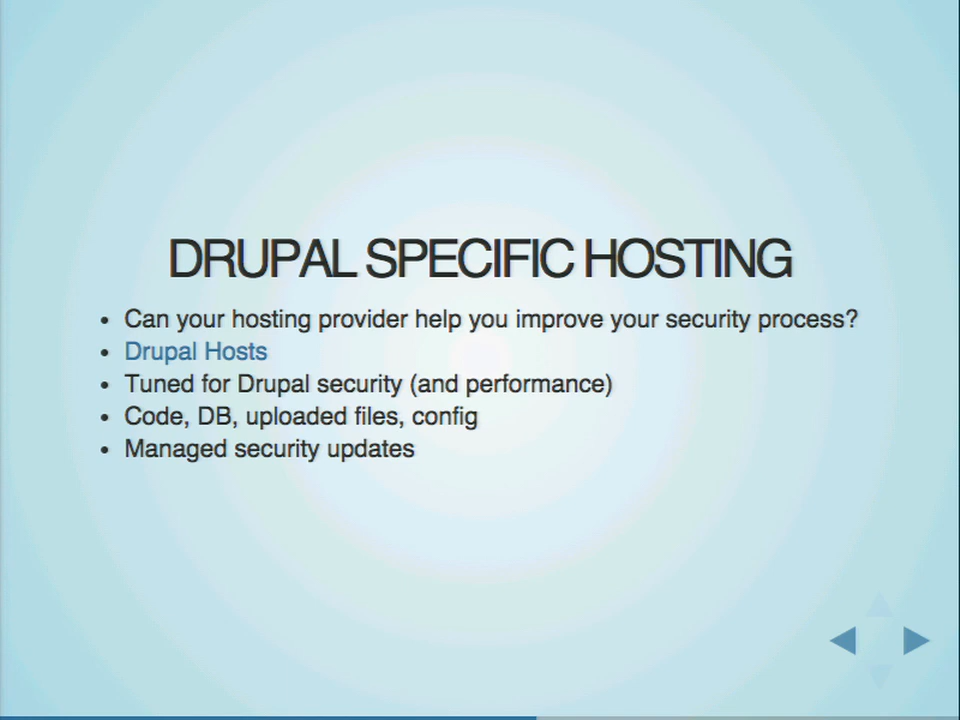 DRUPAL SPECIFIC HOSTING
• Can your hosting provider help you improve your security process?
• Drupal Hosts
• Tuned for Drupal security (and performance)
• Code, DB, uploaded files, config
• Managed security updates